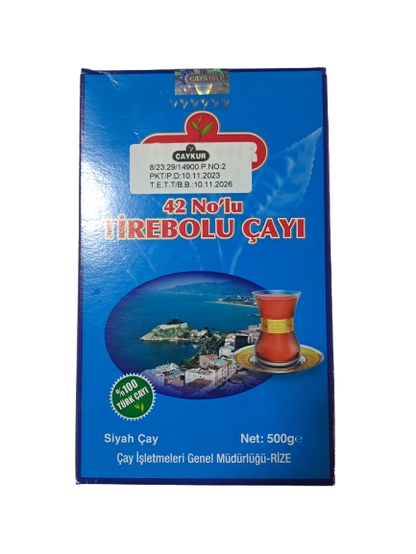 ÇAYKUR
ÇAYKUR
8/23.29/14900 P.NO:2
PKT/P.D:10.11.2023
T.E.T.T/B.B.:10.11.2026
42 No'lu
TİREBOLU ÇAYI
%100
TÜRK ÇAYI
Siyah Çay
Net: 500g℮
Çay İşletmeleri Genel Müdürlüğü-RİZE